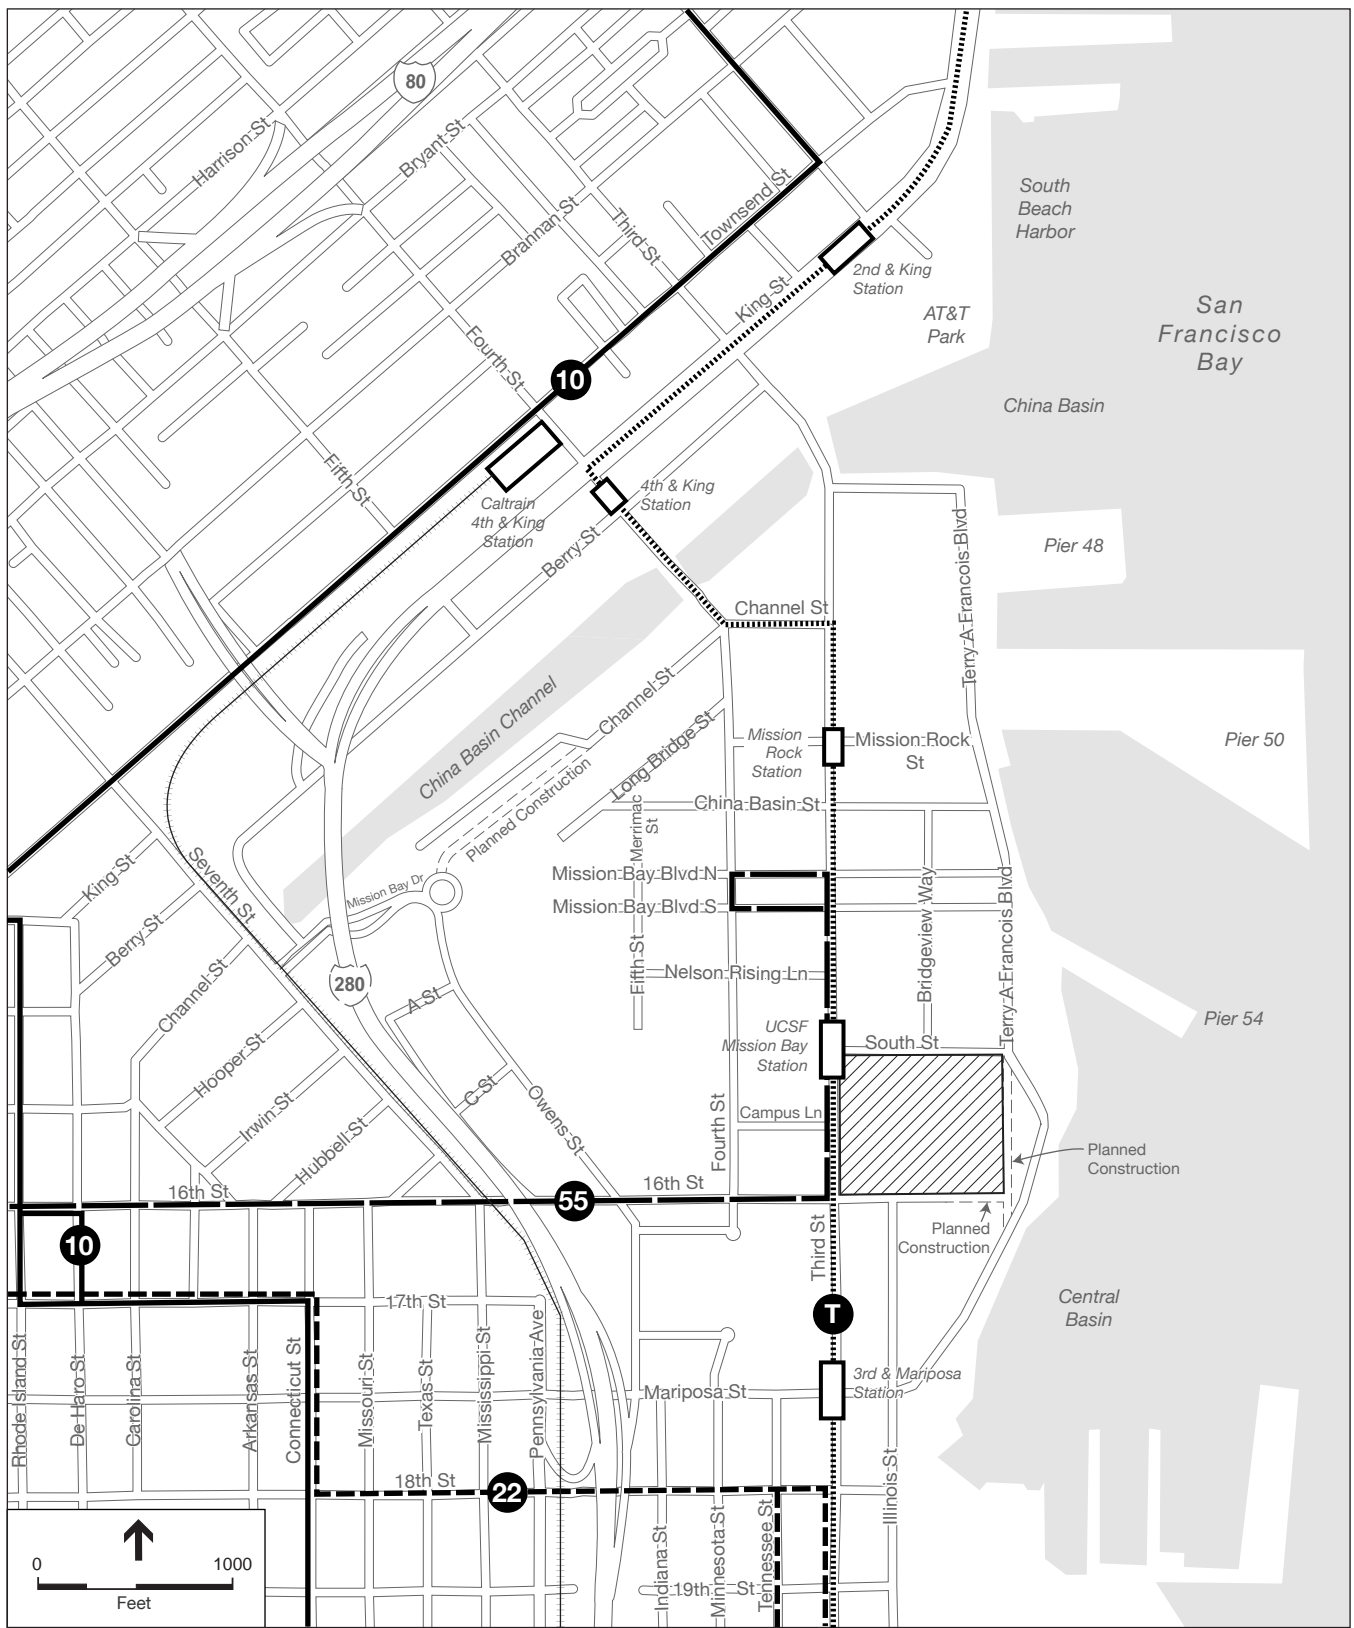 80
Harrison St
Bryant St
Brannan St
Third St
Townsend St
South
Beach
Harbor
2nd & King
Station
King St
AT&T
Park
San
Francisco
Bay
Fourth St
10
China Basin
Fifth St
Caltrain
4th & King
Station
4th & King
Station
Berry St
Terry A Francois Blvd
Pier 48
Channel St
China Basin Channel
Channel St
Long Bridge St
Mission
Rock
Station
Mission Rock
St
Pier 50
Planned Construction
China Basin St
Merrimac
St
King St
Seventh St
Mission Bay Dr
Mission Bay Blvd N
Mission Bay Blvd S
Bridgeview Way
Terry A Francois Blvd
Berry St
Channel St
280
Fifth St
Nelson Rising Ln
A St
UCSF
Mission Bay
Station
South St
Pier 54
Hooper St
Irwin St
Hubbell St
C St
Owens St
Fourth St
Campus Ln
Planned
Construction
16th St
55
16th St
Third St
Planned
Construction
10
17th St
T
Central
Basin
Rhode Island St
De Haro St
Carolina St
Arkansas St
Connecticut St
Missouri St
Texas St
Mississippi St
Pennsylvania Ave
Mariposa St
3rd & Mariposa
Station
18th St
22
Illinois St
Indiana St
Minnesota St
Tennessee St
19th St
0
1000
Feet